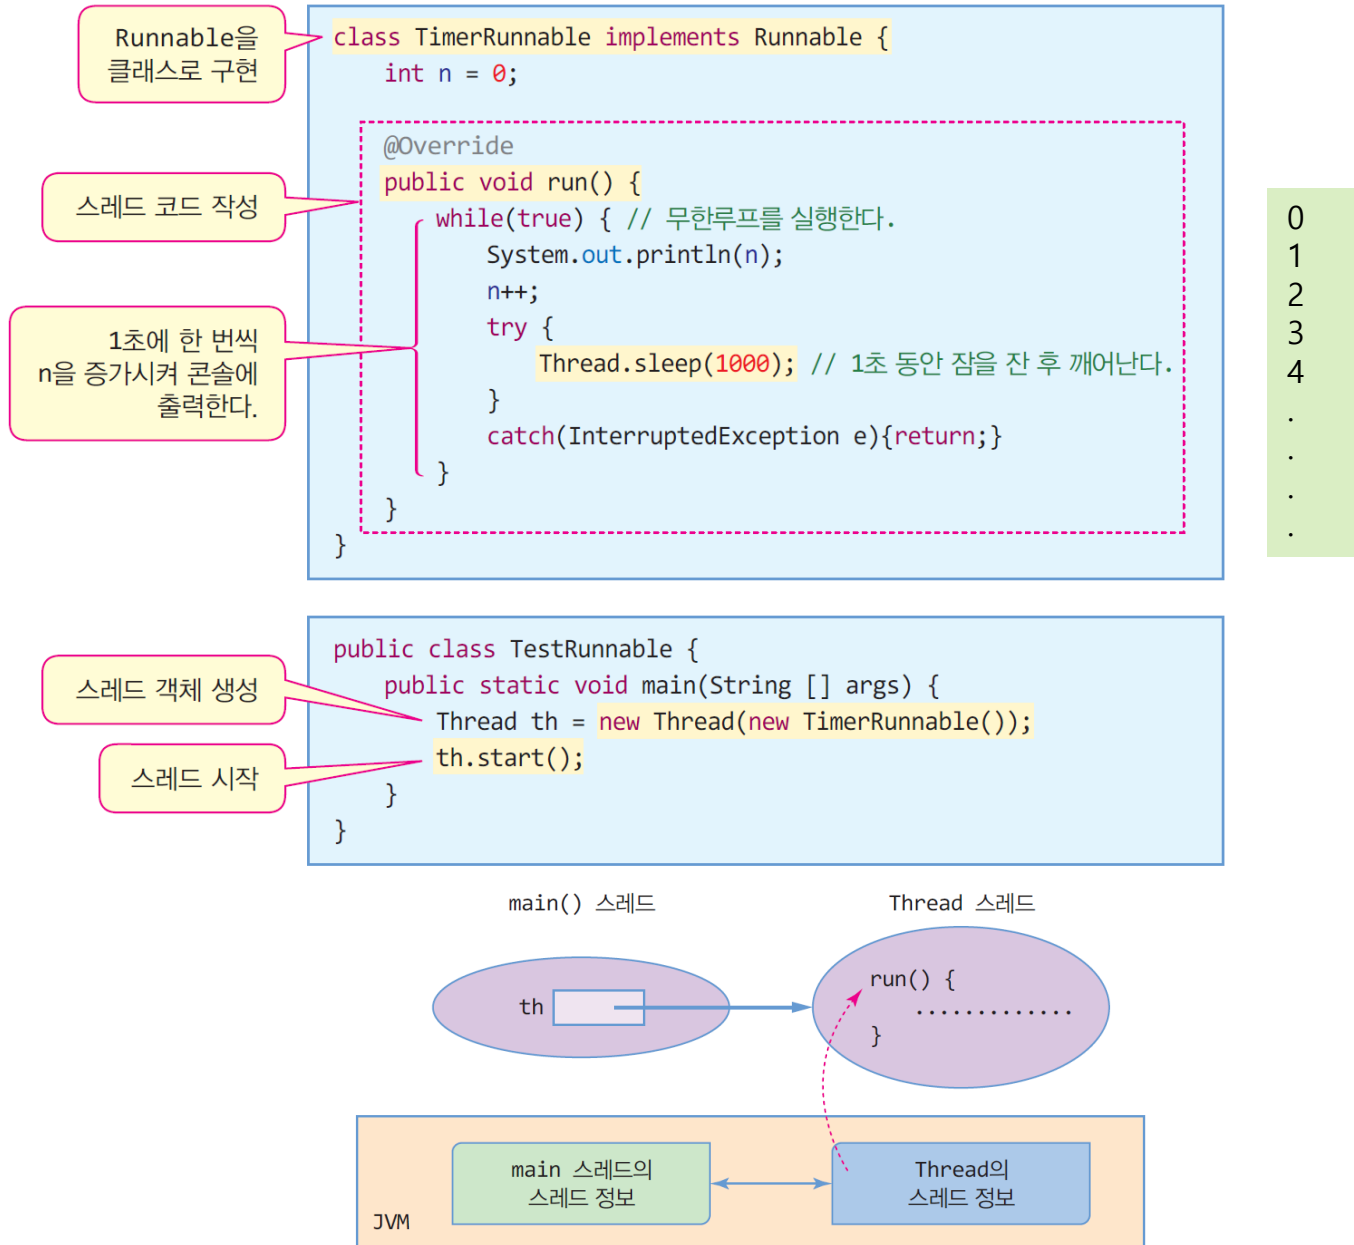 Runnable을
클래스로 구현
class TimerRunnable implements Runnable {
int n = 0;
@Override
스레드 코드 작성
public void run() {
while(true) { // 무한루프를 실행한다.
System.out.println(n);
n++;
try {
1초에 한 번씩
n을 증가시켜 콘솔에
출력한다.
Thread.sleep(1000); // 1초 동안 잠을 잔 후 깨어난다.
}
catch(InterruptedException e){return;}
}
}
}
0
1
2
3
4
.
.
.
.
public class TestRunnable {
public static void main(String [] args) {
스레드 객체 생성
Thread th = new Thread(new TimerRunnable());
스레드 시작
th.start();
}
}
main() 스레드
Thread 스레드
th
run() {
.............
}
main 스레드의
스레드 정보
Thread의
스레드 정보
JVM